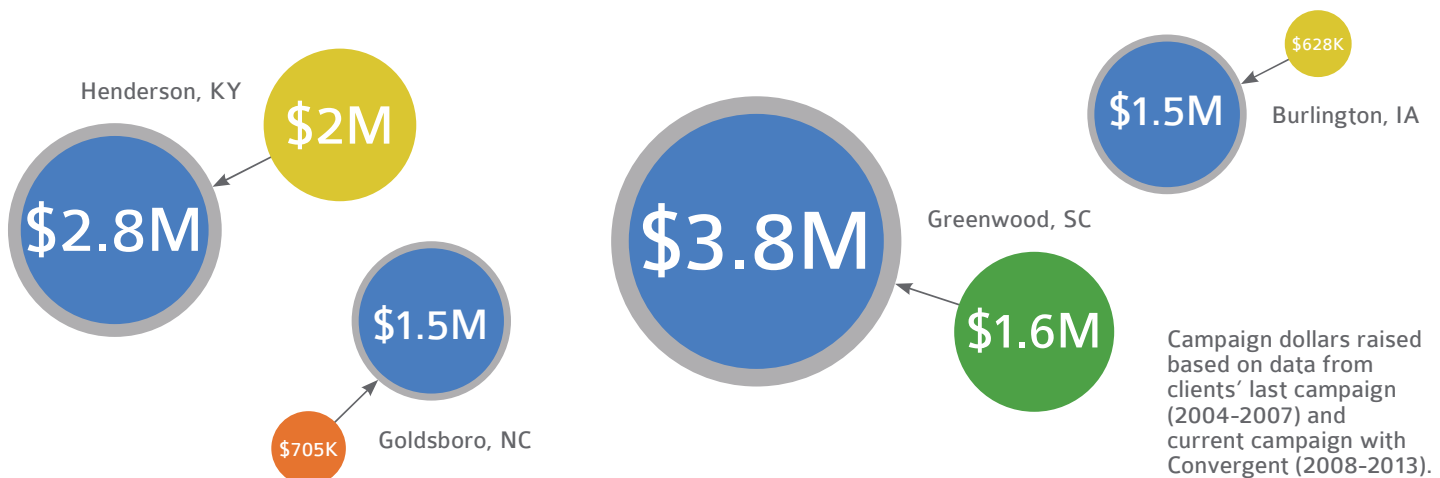 Henderson, KY
$2M
$2.8M
$1.5M
$705K
Goldsboro, NC
$3.8M
Greenwood, SC
$1.6M
$628K
$1.5M
Burlington, IA
Campaign dollars raised
based on data from
clients’ last campaign
(2004-2007) and
current campaign with
Convergent (2008-2013).